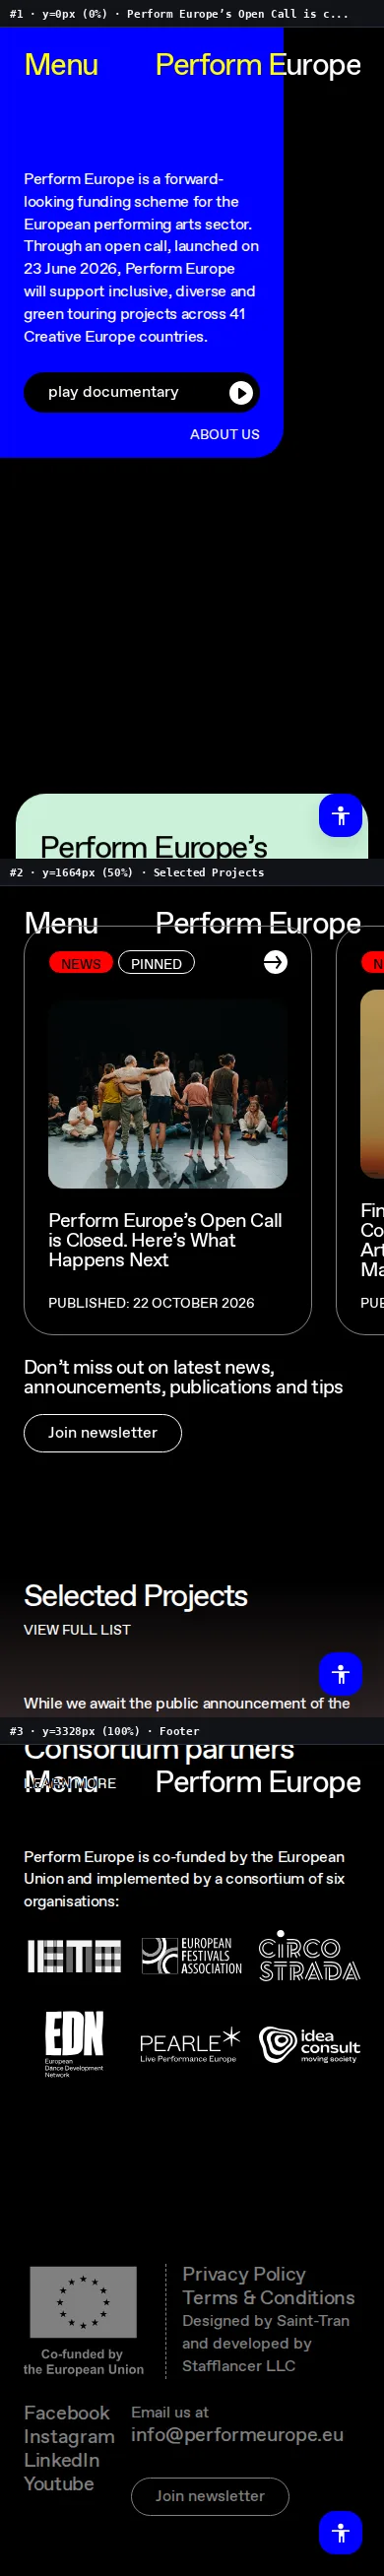 #1 · y=0px (0%) · Perform Europe’s Open Call is c...
Menu
Perform Europe
Perform Europe is a forward-
looking funding scheme for the
European performing arts sector.
Through an open call, launched on
23 June 2026, Perform Europe
will support inclusive, diverse and
green touring projects across 41
Creative Europe countries.
play documentary
ABOUT US
Perform Europe’s
#2 · y=1664px (50%) · Selected Projects
Menu
Perform Europe
NEWS
PINNED
Perform Europe’s Open Call
is Closed. Here’s What
Happens Next
PUBLISHED: 22 OCTOBER 2026
N
Fin
Co
Art
Ma
PUB
Don’t miss out on latest news,
announcements, publications and tips
Join newsletter
Selected Projects
VIEW FULL LIST
While we await the public announcement of the
#3 · y=3328px (100%) · Footer
Consortium partners
Menu
LEARN MORE
Perform Europe
Perform Europe is co-funded by the European
Union and implemented by a consortium of six
organisations:
IETM
EUROPEAN
FESTIVALS
ASSOCIATION
CIRCO
STRADA
EDN
European
Dance Development
Network
PEARLE*
Live Performance Europe
idea
consult
moving society
Co-funded by
the European Union
Privacy Policy
Terms & Conditions
Designed by Saint-Tran
and developed by
Stafflancer LLC
Facebook
Instagram
LinkedIn
Youtube
Email us at
info@performeurope.eu
Join newsletter